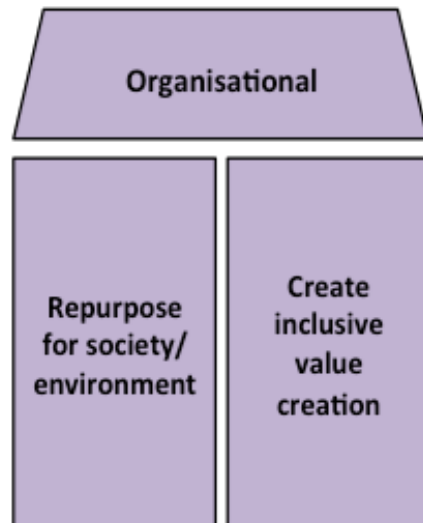 Organisational
Repurpose
for society/
environment
Create
inclusive
value
creation